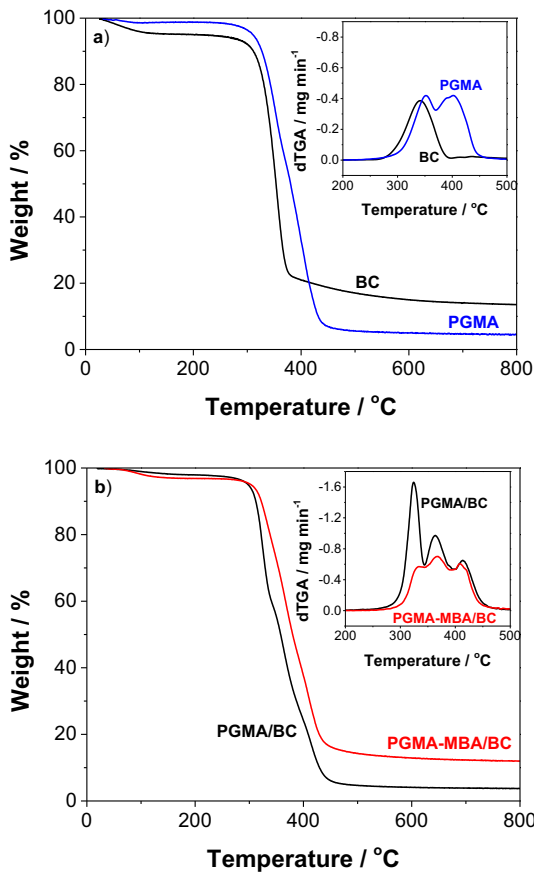 a)
100
80
60
40
20
0
Weight / %
0
200
400
600
800
Temperature / °C
BC
PGMA
-0.8
-0.6
-0.4
-0.2
0.0
dTGA / mg min-1
PGMA
BC
200
300
400
500
Temperature / °C
b)
100
80
60
40
20
0
Weight / %
0
200
400
600
800
Temperature / °C
PGMA/BC
PGMA-MBA/BC
-1.6
-1.2
-0.8
-0.4
0.0
dTGA / mg min-1
PGMA/BC
PGMA-MBA/BC
200
300
400
500
Temperature / °C